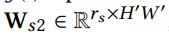 W_{s2} ∈ ℝ^{r_s×H′W′}